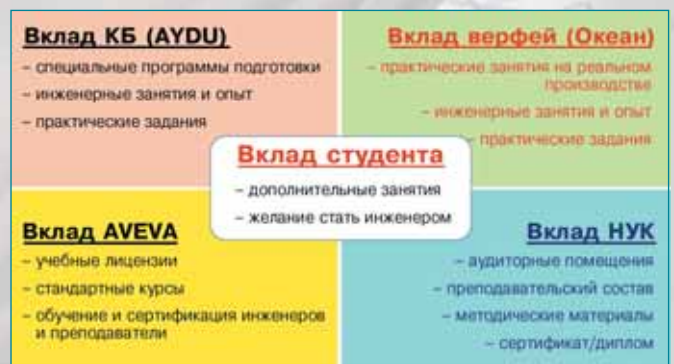 Вклад КБ (AYDU)
– специальные программы подготовки
– инженерные занятия и опыт
– практические задания
Вклад верфей (Океан)
– практические занятия на реальном
производстве
– инженерные занятия и опыт
– практические задания
Вклад студента
– дополнительные занятия
– желание стать инженером
Вклад AVEVA
– учебные лицензии
– стандартные курсы
– обучение и сертификация инженеров
и преподаватели
Вклад НУК
– аудиторные помещения
– преподавательский состав
– методические материалы
– сертификат/диплом